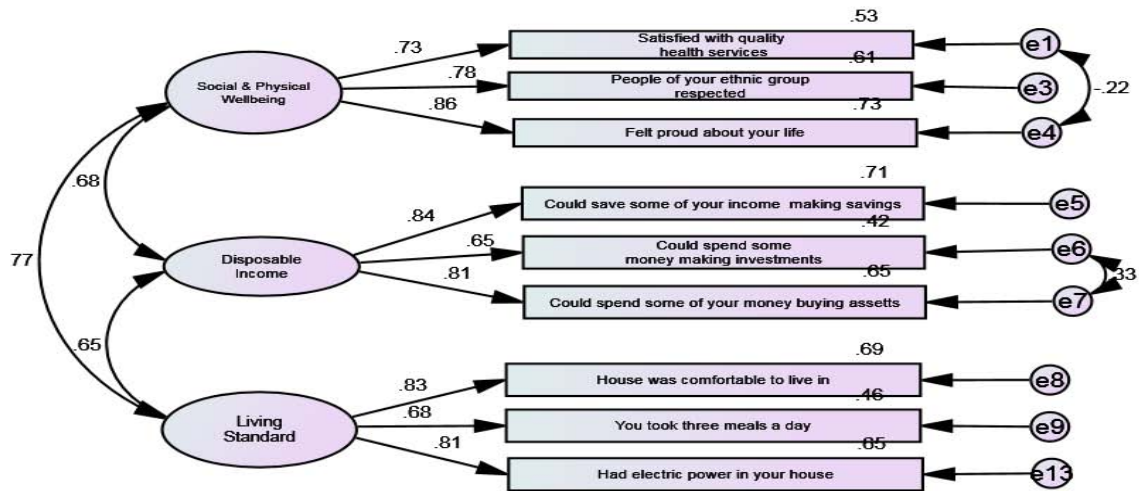 .53
Satisfied with quality
health services
e1
.73
.61
Social & Physical
Wellbeing
.78
People of your ethnic group
respected
e3
-.22
.86
.73
Felt proud about your life
e4
.68
.71
Could save some of your income making savings
e5
.84
.42
77
Disposable
Income
.65
Could spend some
money making investments
e6
.81
.65
.33
Could spend some of your money buying assetts
e7
.65
.69
House was comfortable to live in
e8
.83
.46
Living
Standard
.68
You took three meals a day
e9
.81
.65
Had electric power in your house
e13